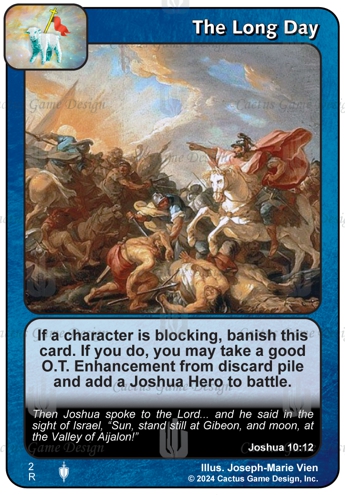 The Long Day
Cactus Game Design
If a character is blocking, banish this
card. If you do, you may take a good
O.T. Enhancement from discard pile
and add a Joshua Hero to battle.
Then Joshua spoke to the Lord... and he said in the
sight of Israel, “Sun, stand still at Gibeon, and moon, at
the Valley of Aijalon!”
Joshua 10:12
2
R
Illus. Joseph-Marie Vien
© 2024 Cactus Game Design, Inc.